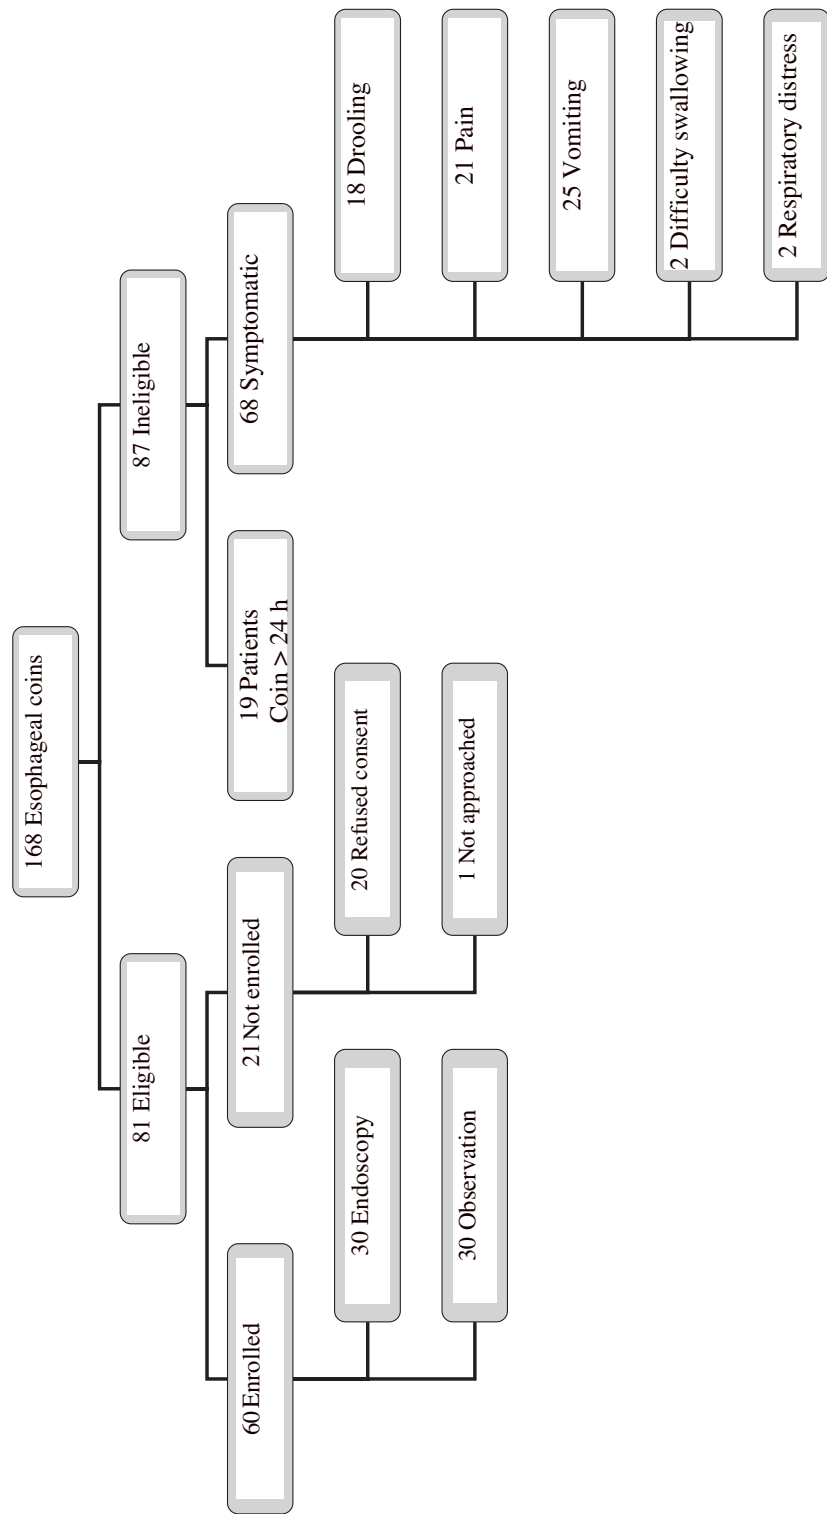 168 Esophageal coins
81 Eligible
87 Ineligible
60 Enrolled
21 Not enrolled
19 Patients
Coin > 24 h
68 Symptomatic
30 Endoscopy
30 Observation
20 Refused consent
1 Not approached
18 Drooling
21 Pain
25 Vomiting
2 Difficulty swallowing
2 Respiratory distress